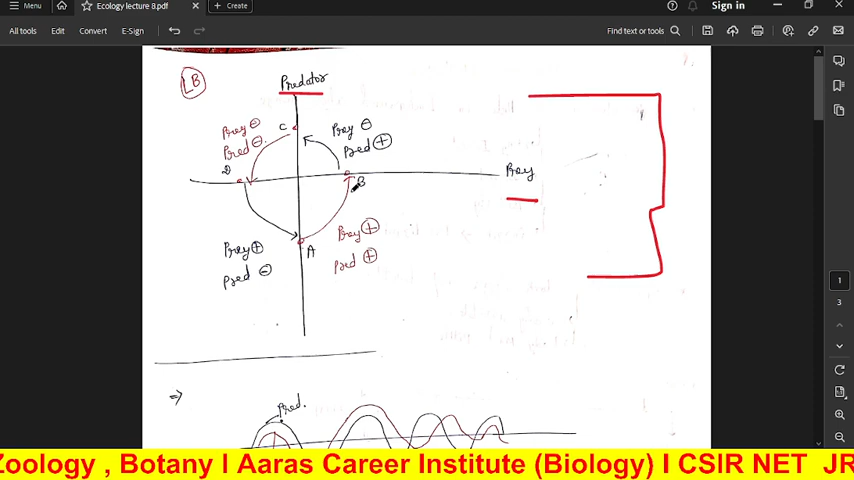 Menu
Ecology lecture 8.pdf
Create
Sign in
All tools
Edit
Convert
E-Sign
Find text or tools
LB
Predator
C
Prey ⊖
Pred ⊖.
Prey ⊖
Pred ⊕
D
B
Prey
A
Prey ⊕
Pred ⊖
Prey ⊕
Pred ⊕
⇒
Pred.
1
3
Zoology , Botany I Aaras Career Institute (Biology) I CSIR NET JR